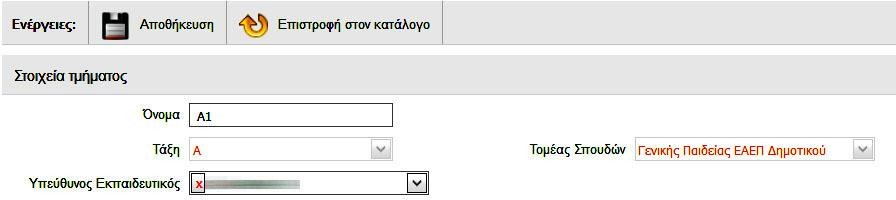 Ενέργειες: Αποθήκευση Επιστροφή στον κατάλογο
Στοιχεία τμήματος
Όνομα A1
Τάξη Α Τομέας Σπουδών Γενικής Παιδείας ΕΑΕΠ Δημοτικού
Υπεύθυνος Εκπαιδευτικός x